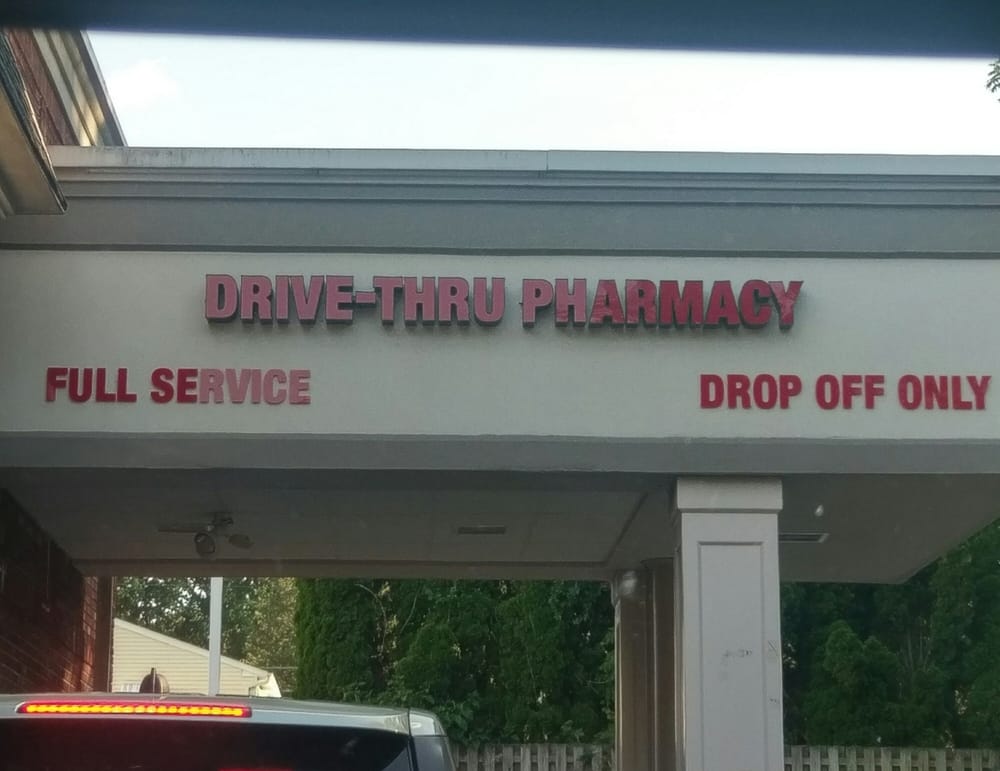 DRIVE-THRU PHARMACY
FULL SERVICE
DROP OFF ONLY